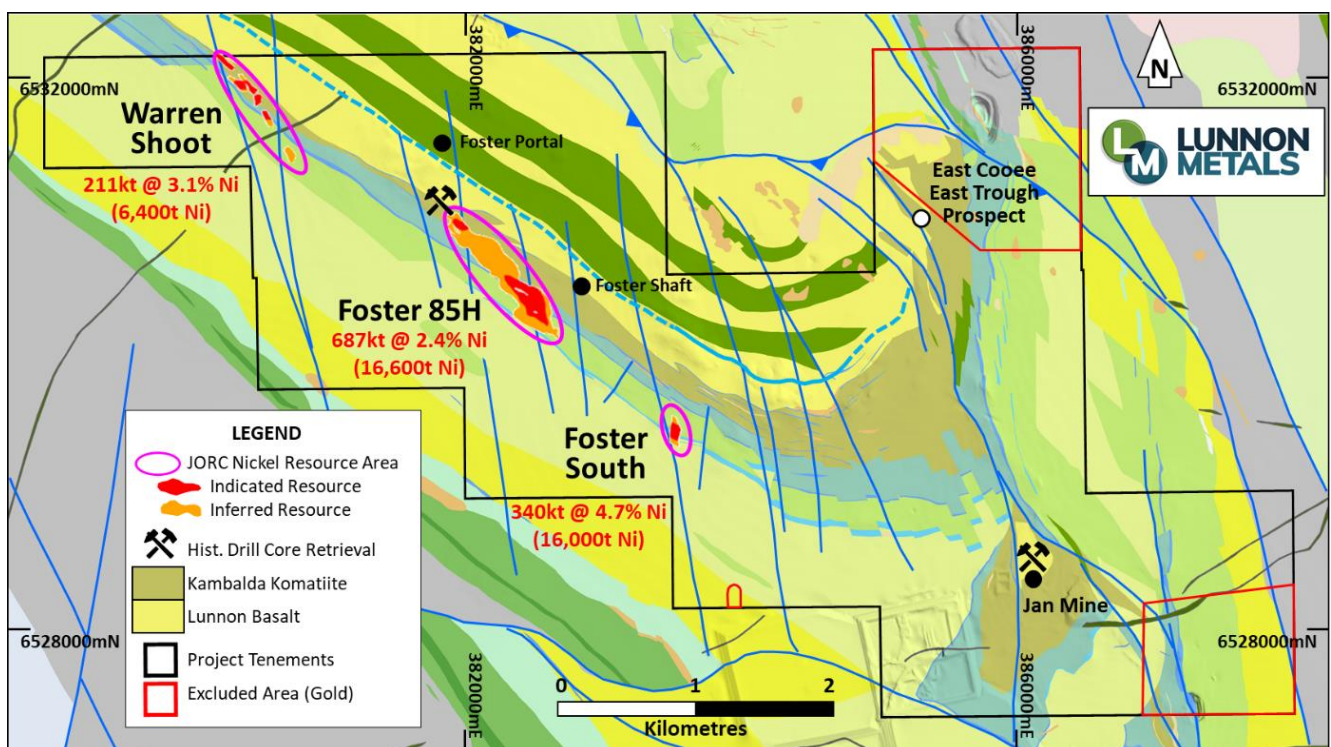 382000mE
386000mE
N
6532000mN
6532000mN
LM
LUNNON
METALS
Warren
Shoot
211kt @ 3.1% Ni
(6,400t Ni)
Foster Portal
East Cooee
East Trough
Prospect
Foster Shaft
Foster 85H
687kt @ 2.4% Ni
(16,600t Ni)
Foster
South
340kt @ 4.7% Ni
(16,000t Ni)
LEGEND
JORC Nickel Resource Area
Indicated Resource
Inferred Resource
Hist. Drill Core Retrieval
Kambalda Komatiite
Lunnon Basalt
Project Tenements
Excluded Area (Gold)
Jan Mine
6528000mN
6528000mN
382000mE
386000mE
0 1 2
Kilometres